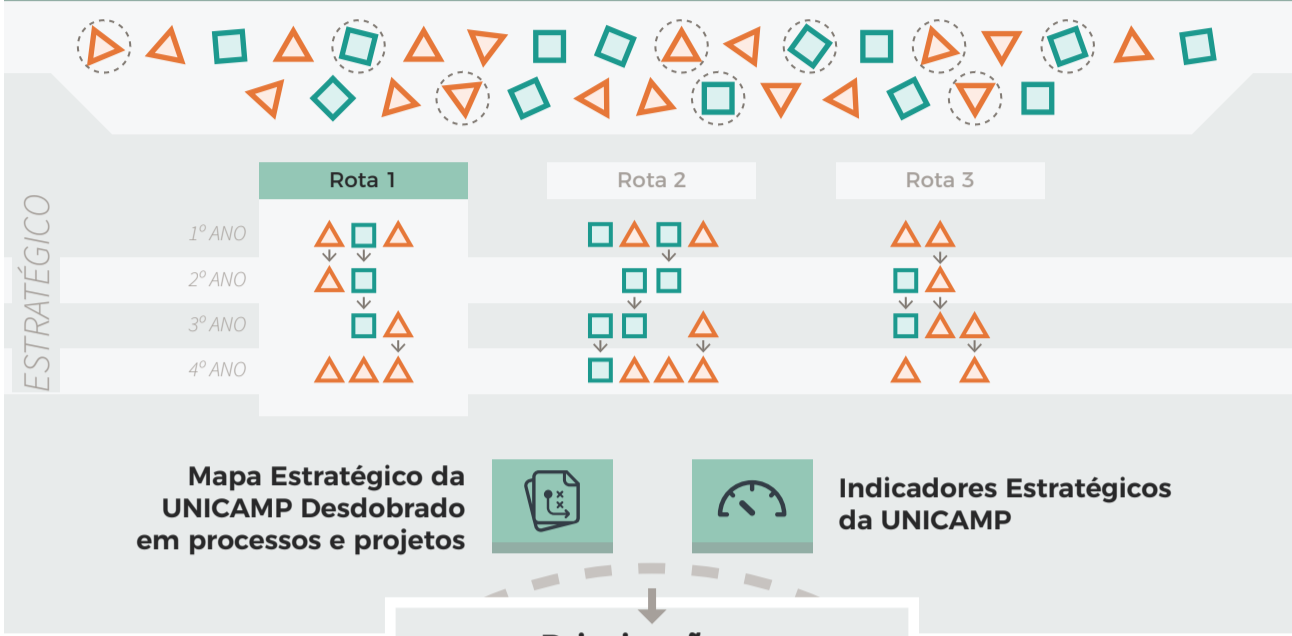 Rota 1
Rota 2
Rota 3
ESTRATÉGICO
1º ANO
2º ANO
3º ANO
4º ANO
Mapa Estratégico da
UNICAMP Desdobrado
em processos e projetos
Indicadores Estratégicos
da UNICAMP